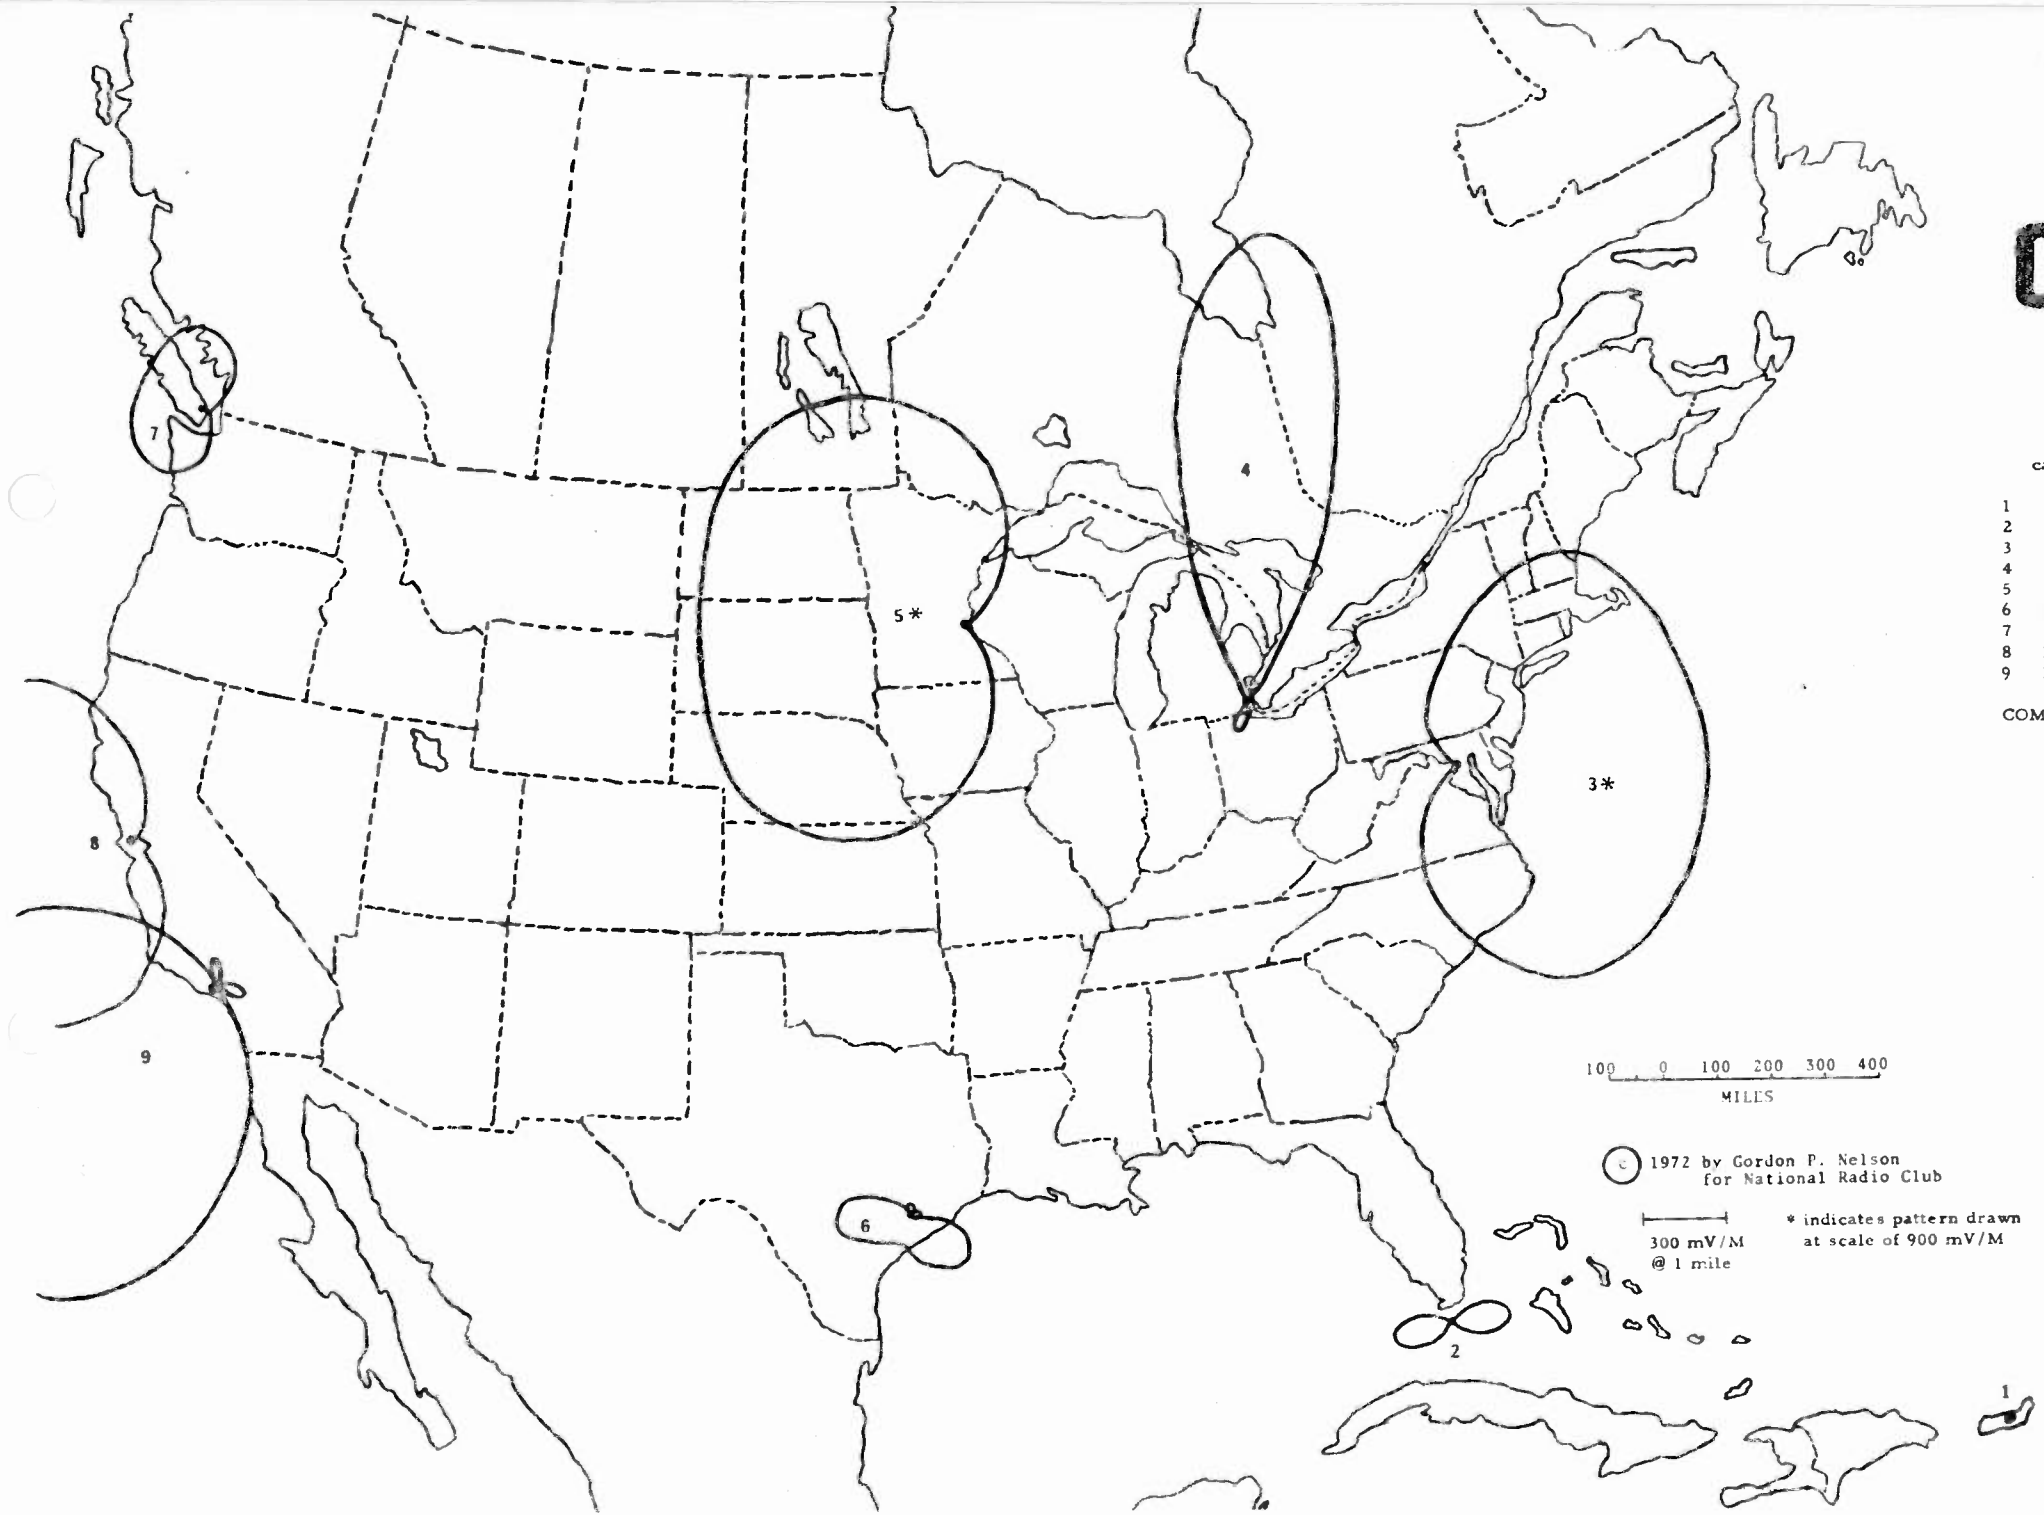 7
4
5*
3*
8
9
6
2
1
ca
1
2
3
4
5
6
7
8
9
COM
100 0 100 200 300 400
MILES
c 1972 by Gordon P. Nelson
for National Radio Club
300 mV/M
@ 1 mile
* indicates pattern drawn
at scale of 900 mV/M